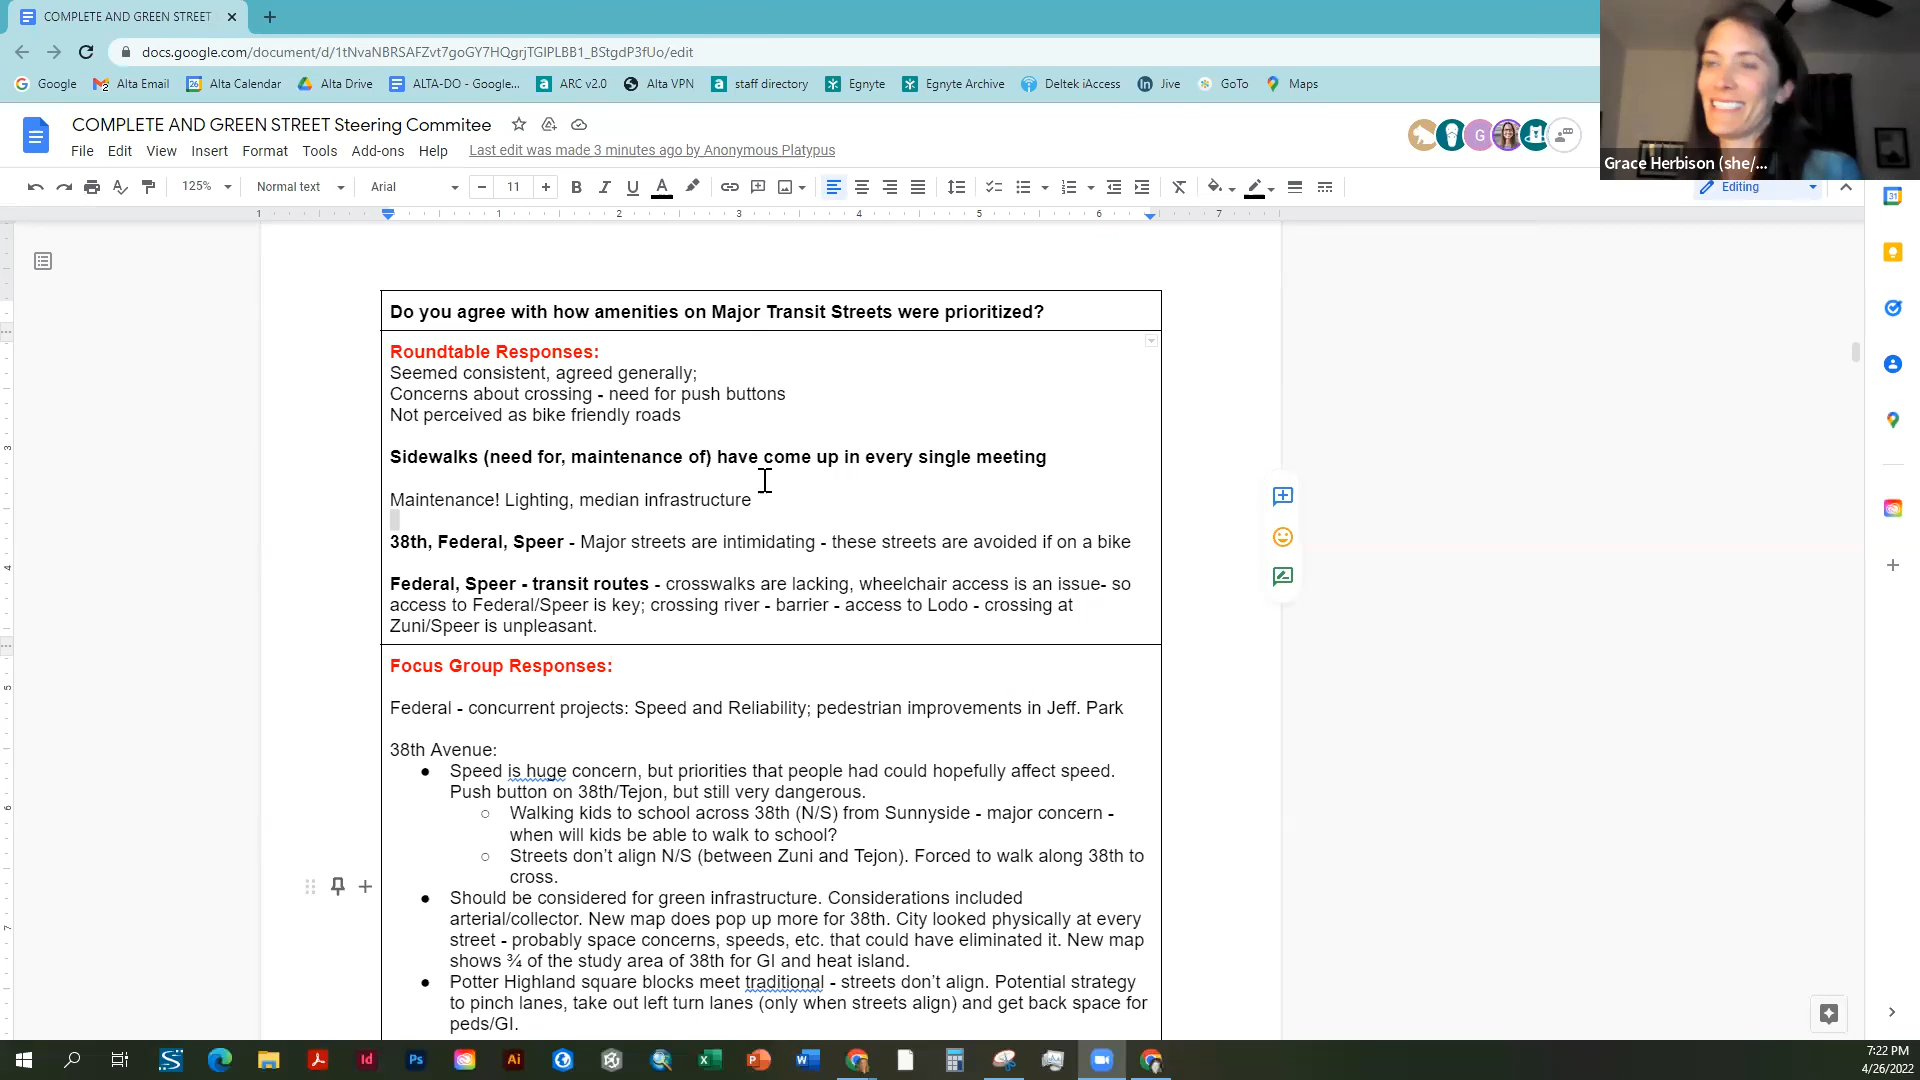 COMPLETE AND GREEN STREET
docs.google.com/document/d/1tNvaNBRSAFZvt7goGY7HQgrjTGIPLBB1_BStgdP3fUo/edit
Google Alta Email Alta Calendar Alta Drive ALTA-DO - Google... ARC v2.0 Alta VPN staff directory Egnyte Egnyte Archive Deltek iAccess Jive GoTo Maps
COMPLETE AND GREEN STREET Steering Commitee
G
Grace Herbison (she/...
File Edit View Insert Format Tools Add-ons Help Last edit was made 3 minutes ago by Anonymous Platypus
125% Normal text Arial 11 Editing
1 1 2 3 4 5 6 7
Do you agree with how amenities on Major Transit Streets were prioritized?
Roundtable Responses:
Seemed consistent, agreed generally;
Concerns about crossing - need for push buttons
Not perceived as bike friendly roads
Sidewalks (need for, maintenance of) have come up in every single meeting
Maintenance! Lighting, median infrastructure
38th, Federal, Speer - Major streets are intimidating - these streets are avoided if on a bike
Federal, Speer - transit routes - crosswalks are lacking, wheelchair access is an issue- so
access to Federal/Speer is key; crossing river - barrier - access to Lodo - crossing at
Zuni/Speer is unpleasant.
Focus Group Responses:
Federal - concurrent projects: Speed and Reliability; pedestrian improvements in Jeff. Park
38th Avenue:
● Speed is huge concern, but priorities that people had could hopefully affect speed.
Push button on 38th/Tejon, but still very dangerous.
○ Walking kids to school across 38th (N/S) from Sunnyside - major concern -
when will kids be able to walk to school?
○ Streets don't align N/S (between Zuni and Tejon). Forced to walk along 38th to
cross.
● Should be considered for green infrastructure. Considerations included
arterial/collector. New map does pop up more for 38th. City looked physically at every
street - probably space concerns, speeds, etc. that could have eliminated it. New map
shows ¾ of the study area of 38th for GI and heat island.
● Potter Highland square blocks meet traditional - streets don't align. Potential strategy
to pinch lanes, take out left turn lanes (only when streets align) and get back space for
peds/GI.
7:22 PM
4/26/2022